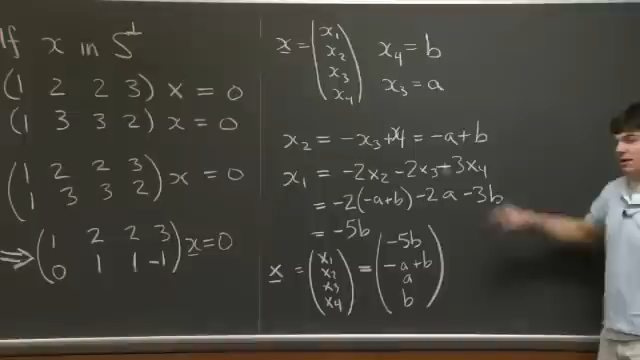 If x in S⊥
(1 2 2 3) x = 0
(1 3 3 2) x = 0
(1 2 2 3
1 3 3 2) x = 0
⟹ (1 2 2 3
0 1 1 -1) x = 0
x = (x₁
x₂
x₃
x₄)
x₄ = b
x₃ = a
x₂ = -x₃+x₄ = -a+b
x₁ = -2x₂ - 2x₃ - 3x₄
= -2(-a+b) - 2a - 3b
= -5b
x = (x₁ x₂ x₃ x₄) = (-5b
-a+b
a
b)